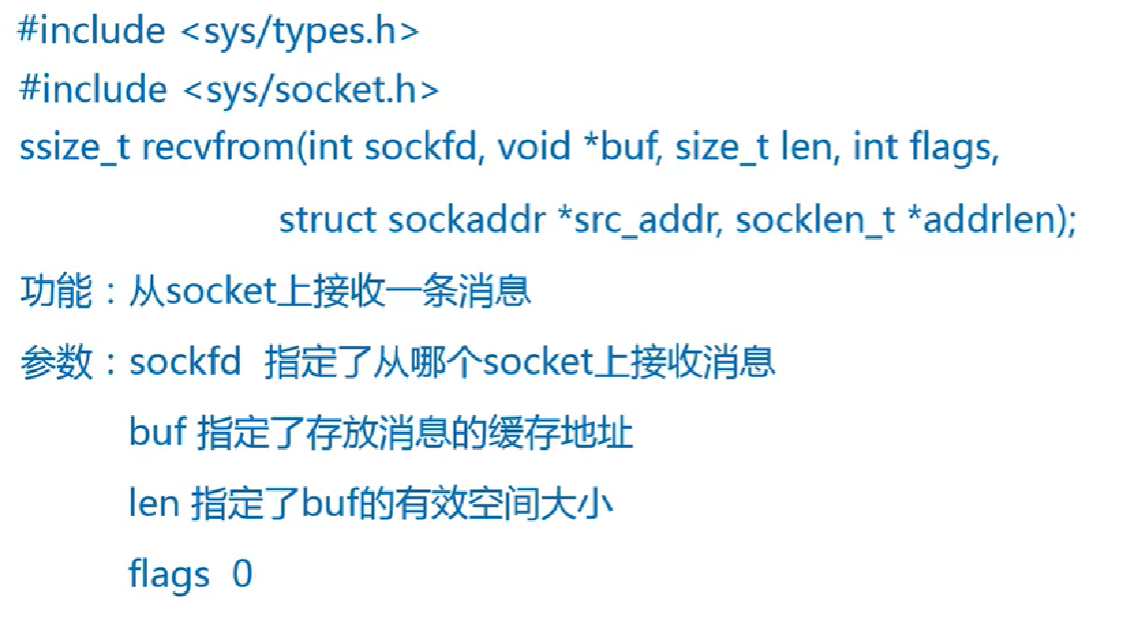 #include <sys/types.h>
#include <sys/socket.h>
ssize_t recvfrom(int sockfd, void *buf, size_t len, int flags,
struct sockaddr *src_addr, socklen_t *addrlen);
功能：从socket上接收一条消息
参数：sockfd 指定了从哪个socket上接收消息
buf 指定了存放消息的缓存地址
len 指定了buf的有效空间大小
flags 0